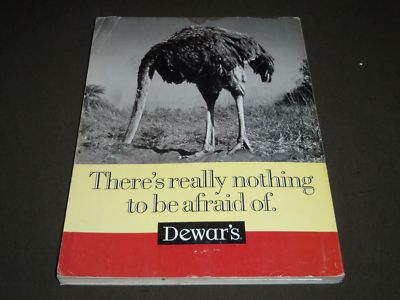 There's really nothing
to be afraid of.
Dewar's